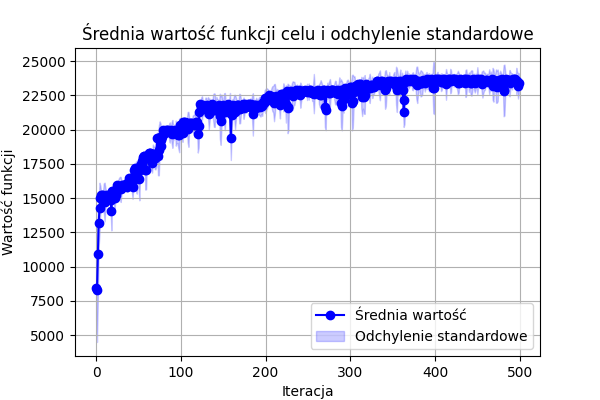 Średnia wartość funkcji celu i odchylenie standardowe
Wartość funkcji
25000
22500
20000
17500
15000
12500
10000
7500
5000
0 100 200 300 400 500
Iteracja
Średnia wartość
Odchylenie standardowe